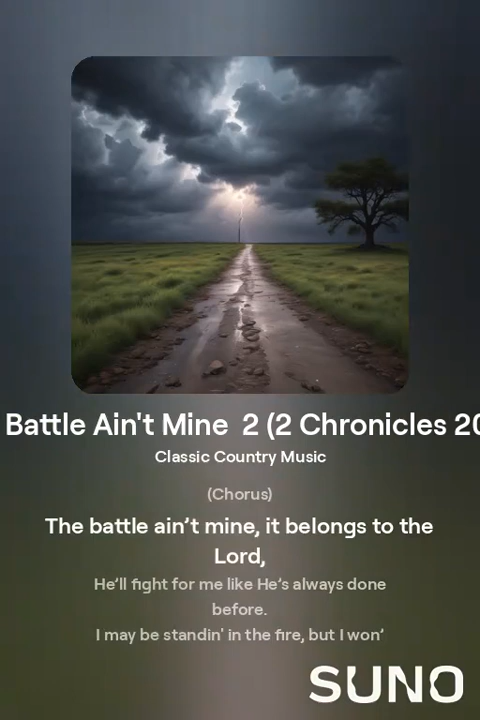 Battle Ain't Mine  2 (2 Chronicles 20
Classic Country Music
(Chorus)
The battle ain’t mine, it belongs to the
Lord,
He’ll fight for me like He’s always done
before.
I may be standin' in the fire, but I won’
SUNO